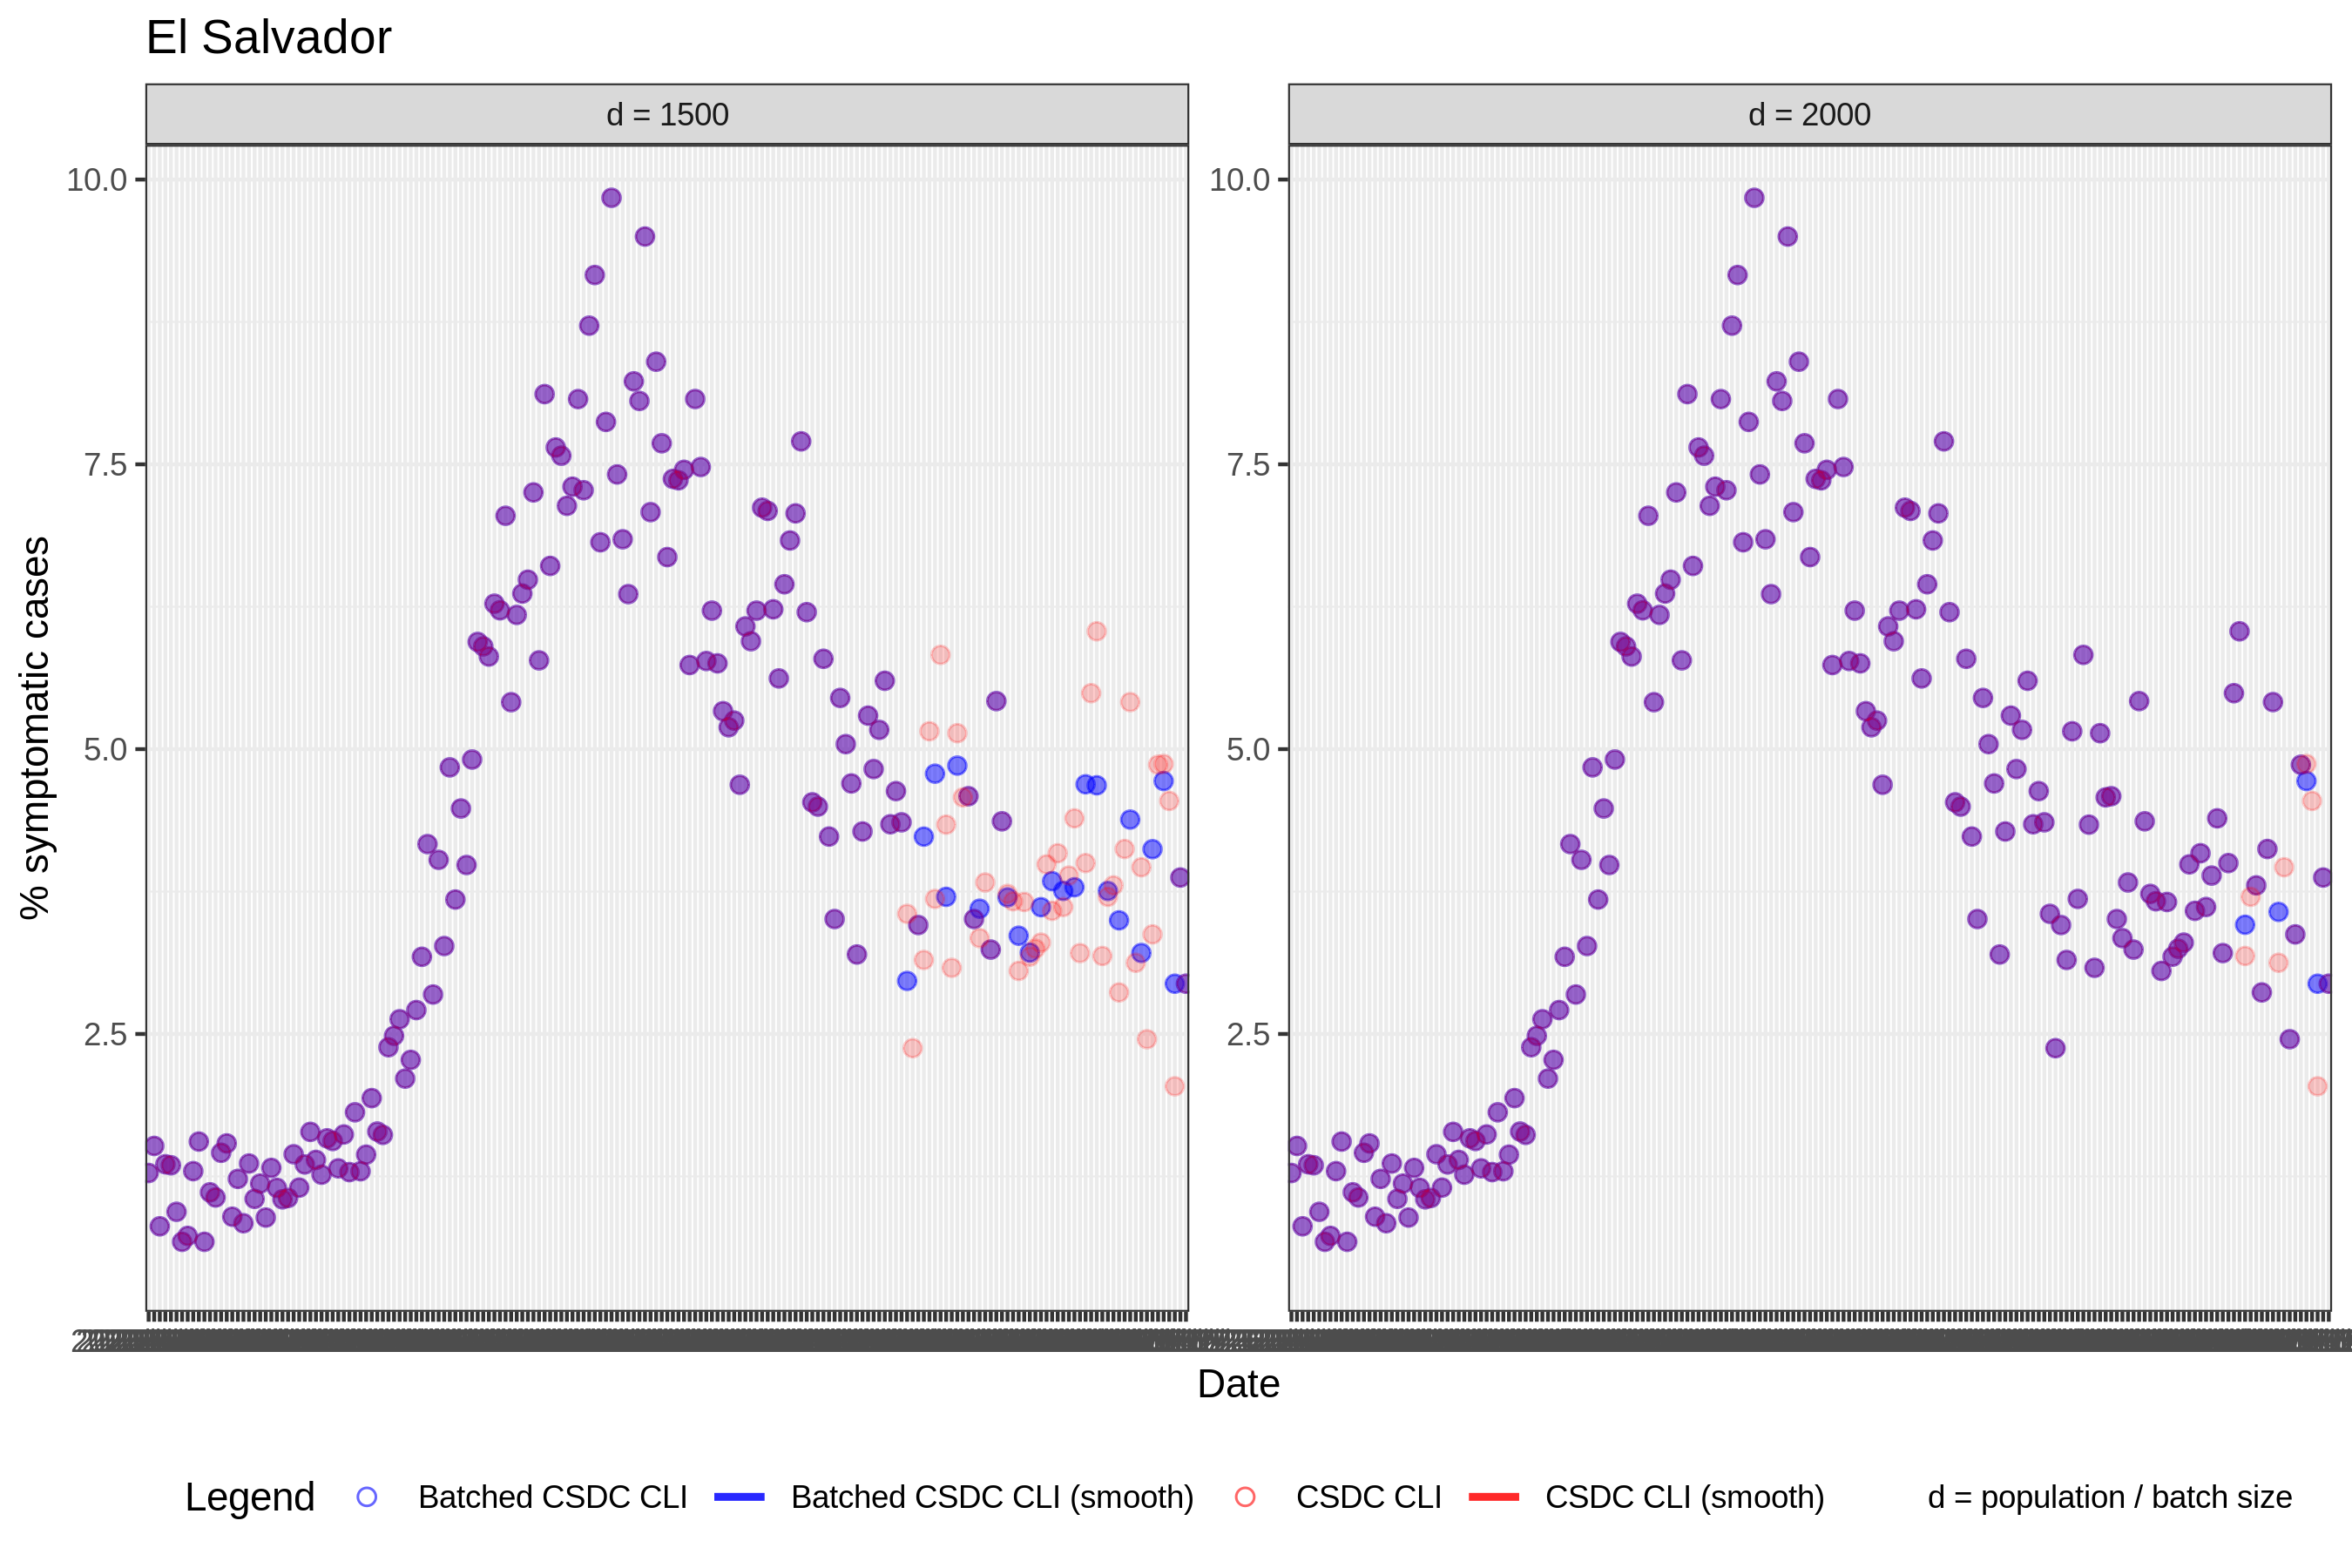 El Salvador
d = 1500
d = 2000
10.0
7.5
5.0
2.5
10.0
7.5
5.0
2.5
% symptomatic cases
Date
Legend
Batched CSDC CLI
Batched CSDC CLI (smooth)
CSDC CLI
CSDC CLI (smooth)
d = population / batch size